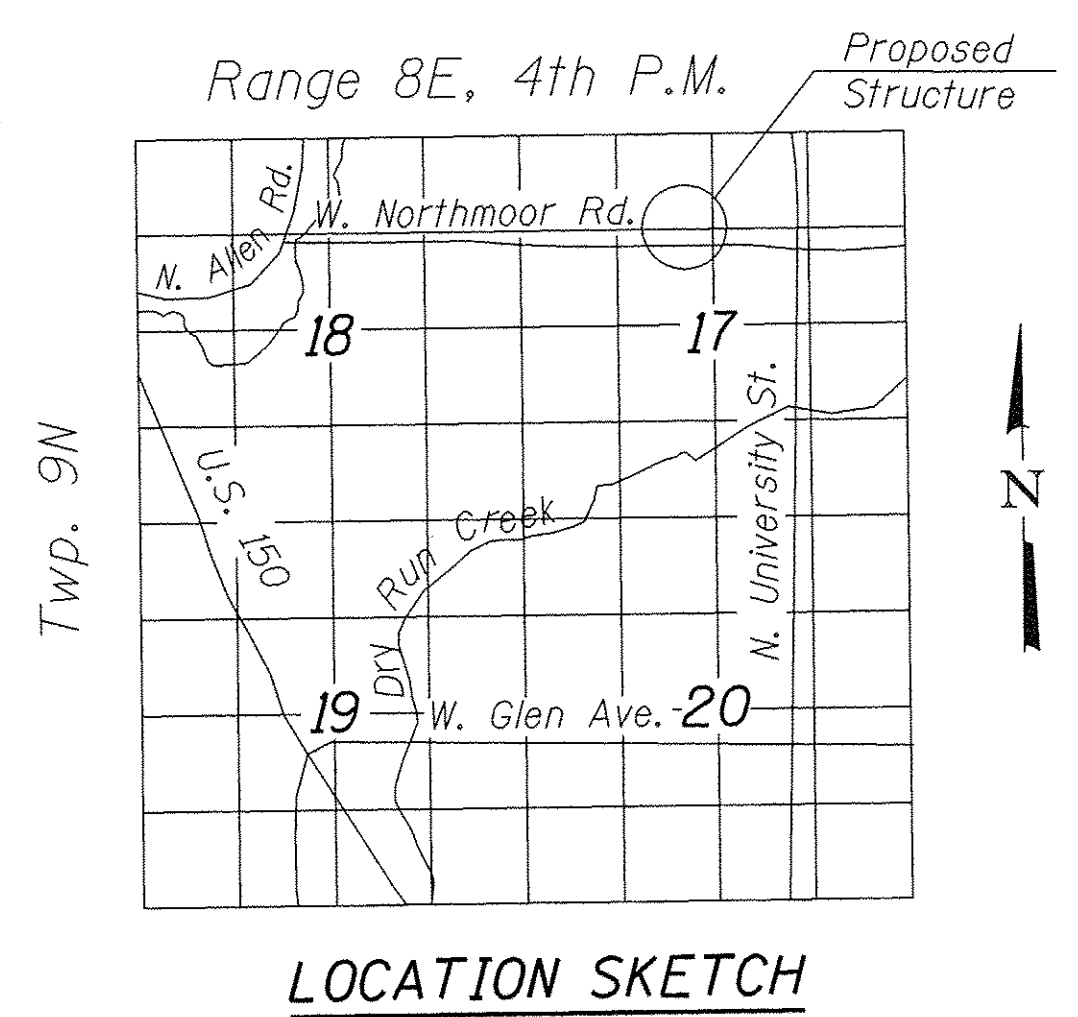 Range 8E, 4th P.M.
Proposed
Structure
N. Allen Rd.
W. Northmoor Rd.
18
17
Twp. 9N
U.S. 150
Dry Run Creek
N. University St.
N
19
W. Glen Ave.
20
LOCATION SKETCH